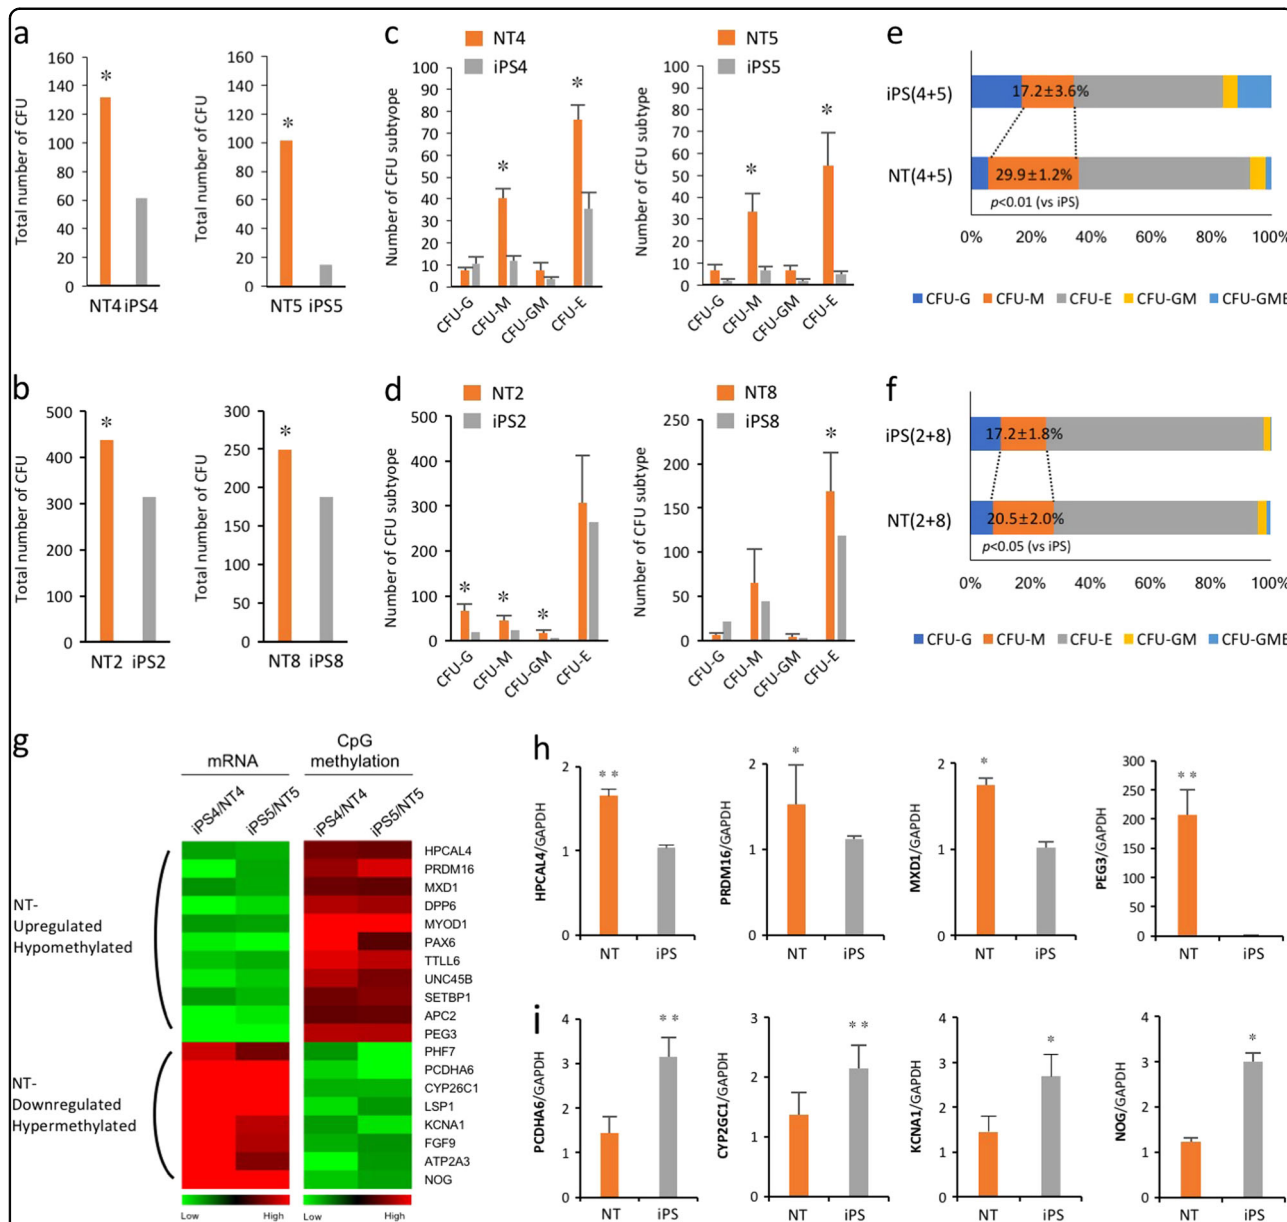 a
Total number of CFU
160
140
120
100
80
60
40
20
0
*
NT4 iPS4
Total number of CFU
160
140
120
100
80
60
40
20
0
*
NT5 iPS5
c
NT4
iPS4
Number of CFU subtyope
100
90
80
70
60
50
40
30
20
10
0
*
*
CFU-G
CFU-M
CFU-GM
CFU-E
NT5
iPS5
Number of CFU subtype
100
90
80
70
60
50
40
30
20
10
0
*
*
CFU-G
CFU-M
CFU-GM
CFU-E
e
iPS(4+5)
17.2±3.6%
NT(4+5)
29.9±1.2%
p<0.01 (vs iPS)
0% 20% 40% 60% 80% 100%
CFU-G CFU-M CFU-E CFU-GM CFU-GME
b
Total number of CFU
500
400
300
200
100
0
*
NT2 iPS2
Total number of CFU
300
250
200
150
100
50
0
*
NT8 iPS8
d
NT2
iPS2
Number of CFU subtyope
500
400
300
200
100
0
*
*
*
CFU-G
CFU-M
CFU-GM
CFU-E
NT8
iPS8
Number of CFU subtype
250
200
150
100
50
0
*
CFU-G
CFU-M
CFU-GM
CFU-E
f
iPS(2+8)
17.2±1.8%
NT(2+8)
20.5±2.0%
p<0.05 (vs iPS)
0% 20% 40% 60% 80% 100%
CFU-G CFU-M CFU-E CFU-GM CFU-GME
g
mRNA
CpG
methylation
iPS4/NT4
iPS5/NT5
iPS4/NT4
iPS5/NT5
NT-
Upregulated
Hypomethylated
NT-
Downregulated
Hypermethylated
HPCAL4
PRDM16
MXD1
DPP6
MYOD1
PAX6
TTLL6
UNC45B
SETBP1
APC2
PEG3
PHF7
PCDHA6
CYP26C1
LSP1
KCNA1
FGF9
ATP2A3
NOG
Low High
Low High
h
HPCAL4/GAPDH
2
1
0
**
NT iPS
PRDM16/GAPDH
2
1
0
*
NT iPS
MXD1/GAPDH
2
1
0
*
NT iPS
PEG3/GAPDH
300
250
200
150
100
50
0
**
NT iPS
i
PCDHA6/GAPDH
4
3
2
1
0
**
NT iPS
CYP2GC1/GAPDH
3
2
1
0
**
NT iPS
KCNA1/GAPDH
4
3
2
1
0
*
NT iPS
NOG/GAPDH
4
3
2
1
0
*
NT iPS